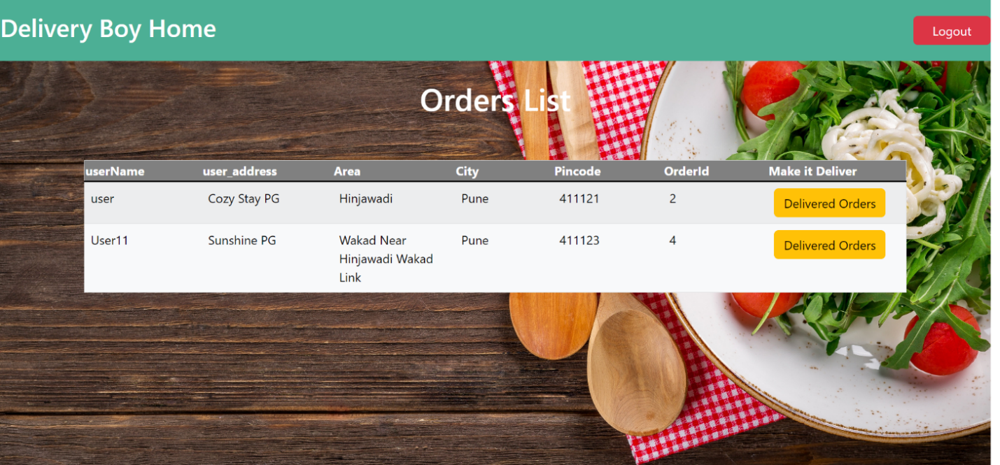 Delivery Boy Home
Logout
Orders List
userName user_address Area City Pincode OrderId Make it Deliver
user Cozy Stay PG Hinjawadi Pune 411121 2 Delivered Orders
User11 Sunshine PG Wakad Near Pune 411123 4 Delivered Orders
Hinjawadi Wakad
Link